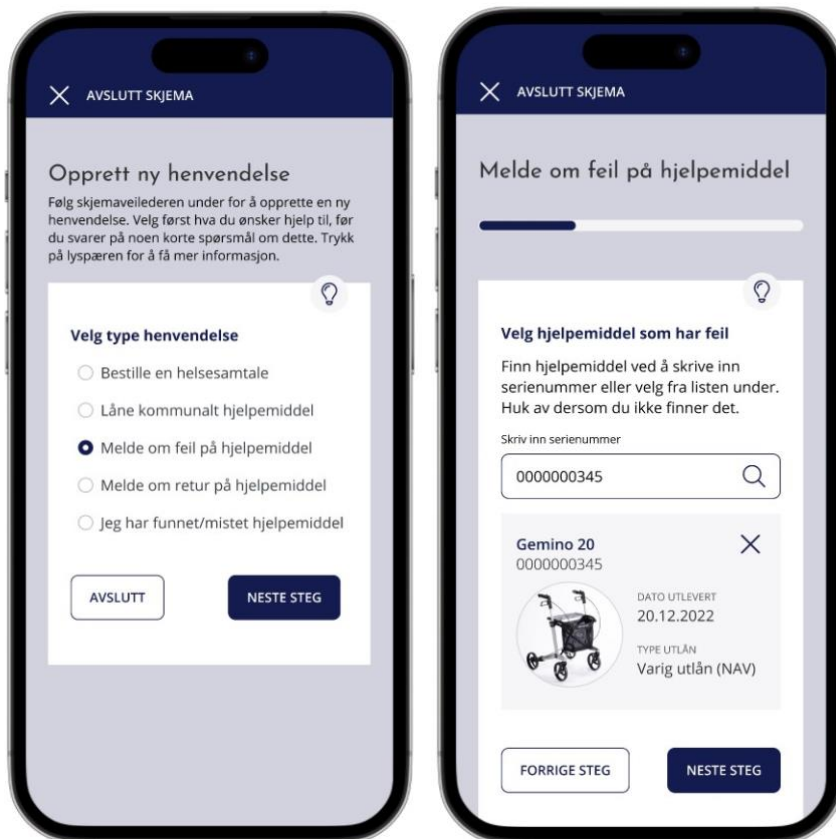 AVSLUTT SKJEMA
Opprett ny henvendelse
Følg skjemaveilederen under for å opprette en ny
henvendelse. Velg først hva du ønsker hjelp til, før
du svarer på noen korte spørsmål om dette. Trykk
på lyspæren for å få mer informasjon.
Velg type henvendelse
Bestille en helsesamtale
Låne kommunalt hjelpemiddel
Melde om feil på hjelpemiddel
Melde om retur på hjelpemiddel
Jeg har funnet/mistet hjelpemiddel
AVSLUTT
NESTE STEG
AVSLUTT SKJEMA
Melde om feil på hjelpemiddel
Velg hjelpemiddel som har feil
Finn hjelpemiddel ved å skrive inn
serienummer eller velg fra listen under.
Huk av dersom du ikke finner det.
Skriv inn serienummer
0000000345
Gemino 20
0000000345
DATO UTLEVERT
20.12.2022
TYPE UTLÅN
Varig utlån (NAV)
FORRIGE STEG
NESTE STEG